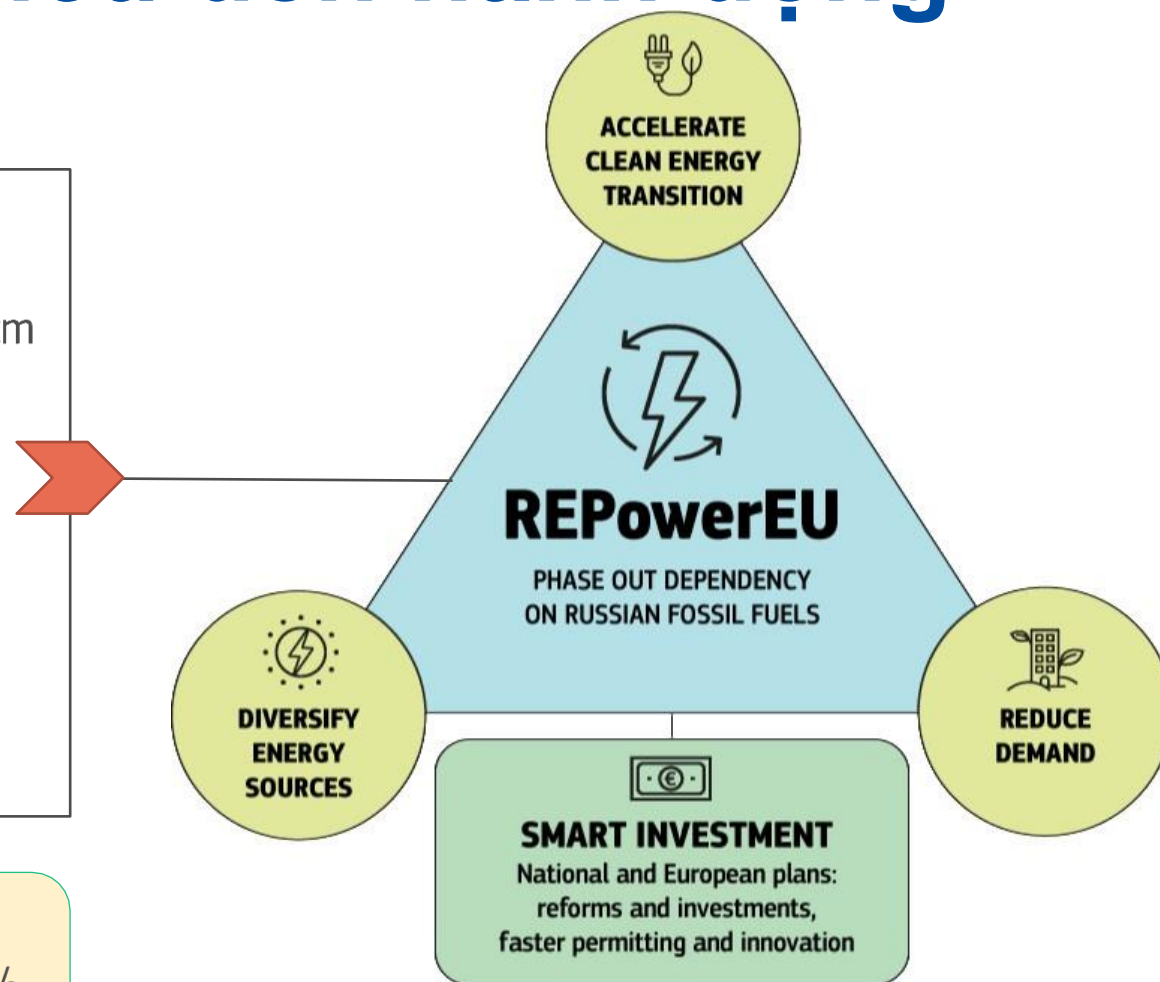 ACCELERATE
CLEAN ENERGY
TRANSITION
REPowerEU
PHASE OUT DEPENDENCY
ON RUSSIAN FOSSIL FUELS
DIVERSIFY
ENERGY
SOURCES
REDUCE
DEMAND
€
SMART INVESTMENT
National and European plans:
reforms and investments,
faster permitting and innovation